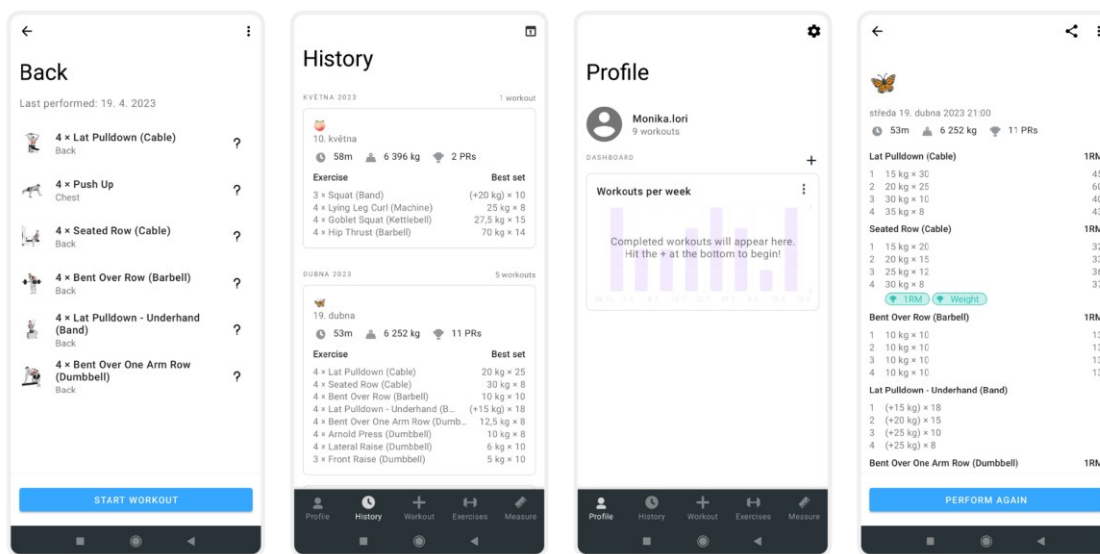 Back
Last performed: 19. 4. 2023
4 × Lat Pulldown (Cable)
Back
?
4 × Push Up
Chest
?
4 × Seated Row (Cable)
Back
?
4 × Bent Over Row (Barbell)
Back
?
4 × Lat Pulldown - Underhand
(Band)
Back
?
4 × Bent Over One Arm Row
(Dumbbell)
Back
?
START WORKOUT
History
KVĚTNA 2023 1 workout
10. května
58m 6 396 kg 2 PRs
Exercise Best set
3 × Squat (Band) (+20 kg) × 10
4 × Lying Leg Curl (Machine) 25 kg × 8
4 × Goblet Squat (Kettlebell) 27,5 kg × 15
4 × Hip Thrust (Barbell) 70 kg × 14
DUBNA 2023 5 workouts
19. dubna
53m 6 252 kg 11 PRs
Exercise Best set
4 × Lat Pulldown (Cable) 20 kg × 25
4 × Seated Row (Cable) 30 kg × 8
4 × Bent Over Row (Barbell) 10 kg × 10
4 × Lat Pulldown - Underhand (B... (+15 kg) × 18
4 × Bent Over One Arm Row (Dumb... 12,5 kg × 8
4 × Arnold Press (Dumbbell) 10 kg × 8
4 × Lateral Raise (Dumbbell) 6 kg × 10
3 × Front Raise (Dumbbell) 5 kg × 10
Profile History Workout Exercises Measure
Profile
Monika.lori
9 workouts
DASHBOARD +
Workouts per week
Completed workouts will appear here.
Hit the + at the bottom to begin!
Profile History Workout Exercises Measure
středa 19. dubna 2023 21:00
53m 6 252 kg 11 PRs
Lat Pulldown (Cable) 1RM
1 15 kg × 30
2 20 kg × 25
3 30 kg × 10
4 35 kg × 8
Seated Row (Cable) 1RM
1 15 kg × 20
2 20 kg × 15
3 25 kg × 12
4 30 kg × 8
1RM Weight
Bent Over Row (Barbell) 1RM
1 10 kg × 10
2 10 kg × 10
3 10 kg × 10
4 10 kg × 10
Lat Pulldown - Underhand (Band)
1 (+15 kg) × 18
2 (+20 kg) × 15
3 (+25 kg) × 10
4 (+25 kg) × 8
Bent Over One Arm Row (Dumbbell) 1RM
PERFORM AGAIN